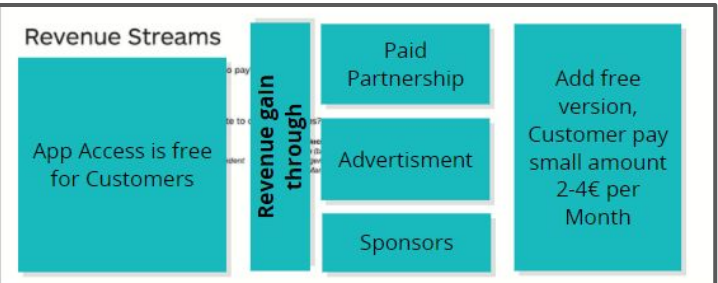 Revenue Streams
App Access is free
for Customers
Revenue gain
through
Paid
Partnership
Advertisment
Sponsors
Add free
version,
Customer pay
small amount
2-4€ per
Month